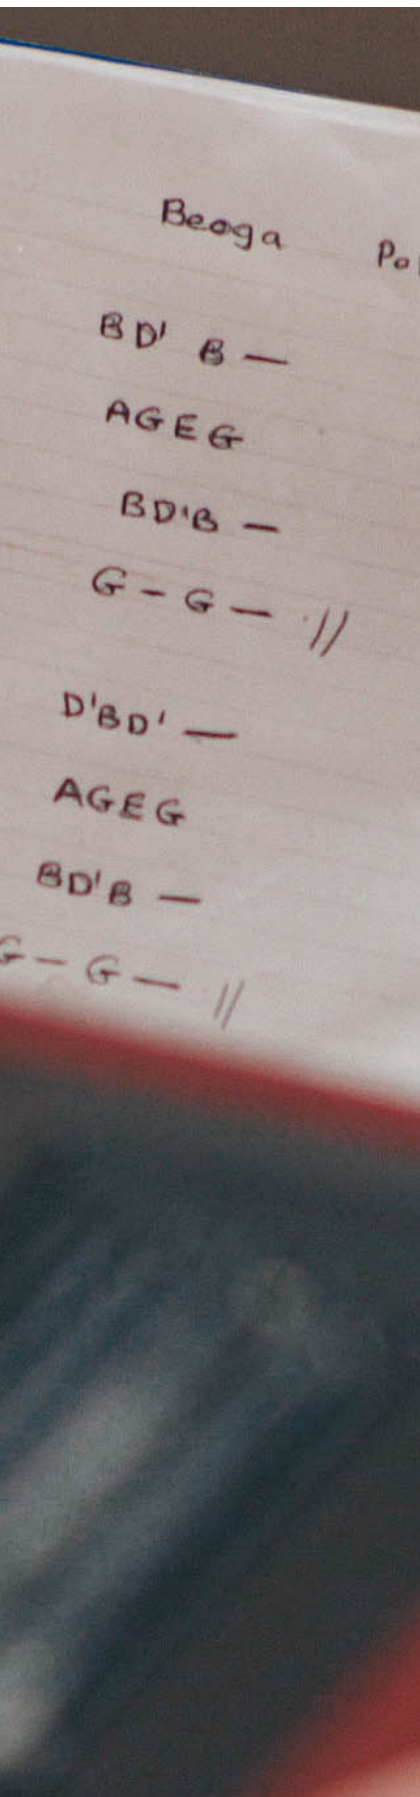 Beoga
BD' B —
AGEG
BD'B —
G - G — //
D'BD' —
AGEG
BD'B —
G - G — //